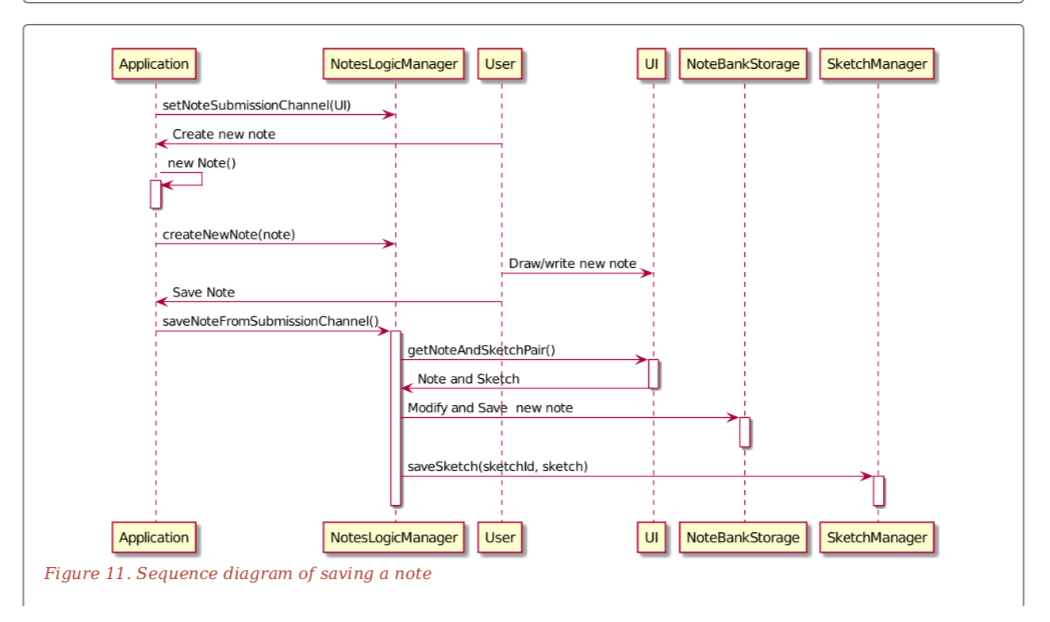 Application NotesLogicManager User UI NoteBankStorage SketchManager
setNoteSubmissionChannel(UI)
Create new note
new Note()
createNewNote(note)
Draw/write new note
Save Note
saveNoteFromSubmissionChannel()
getNoteAndSketchPair()
Note and Sketch
Modify and Save  new note
saveSketch(sketchId, sketch)
Application NotesLogicManager User UI NoteBankStorage SketchManager
Figure 11. Sequence diagram of saving a note